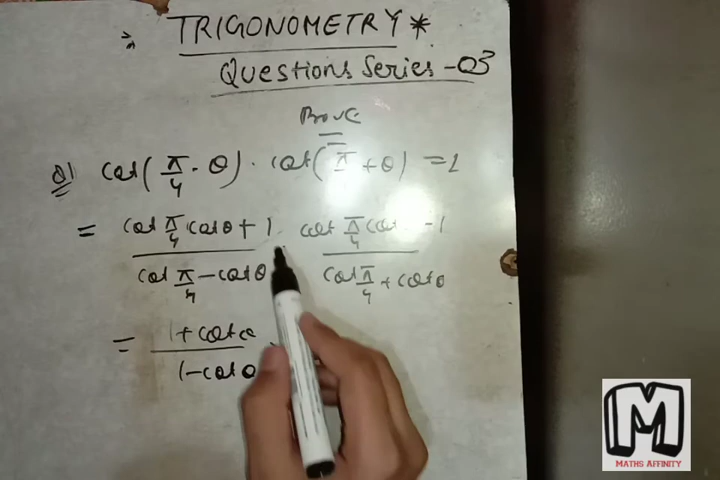 ∴ TRIGONOMETRY *
Questions Series - 03
Prove
Q1 cot(π/4 - θ) · cot(π/4 + θ) = 1
= (cot π/4 cot θ + 1)/(cot π/4 - cot θ) (cot π/4 cot - 1)/(cot π/4 + cot θ)
= (1 + cot θ)/(1 - cot θ)
M
MATHS AFFINITY